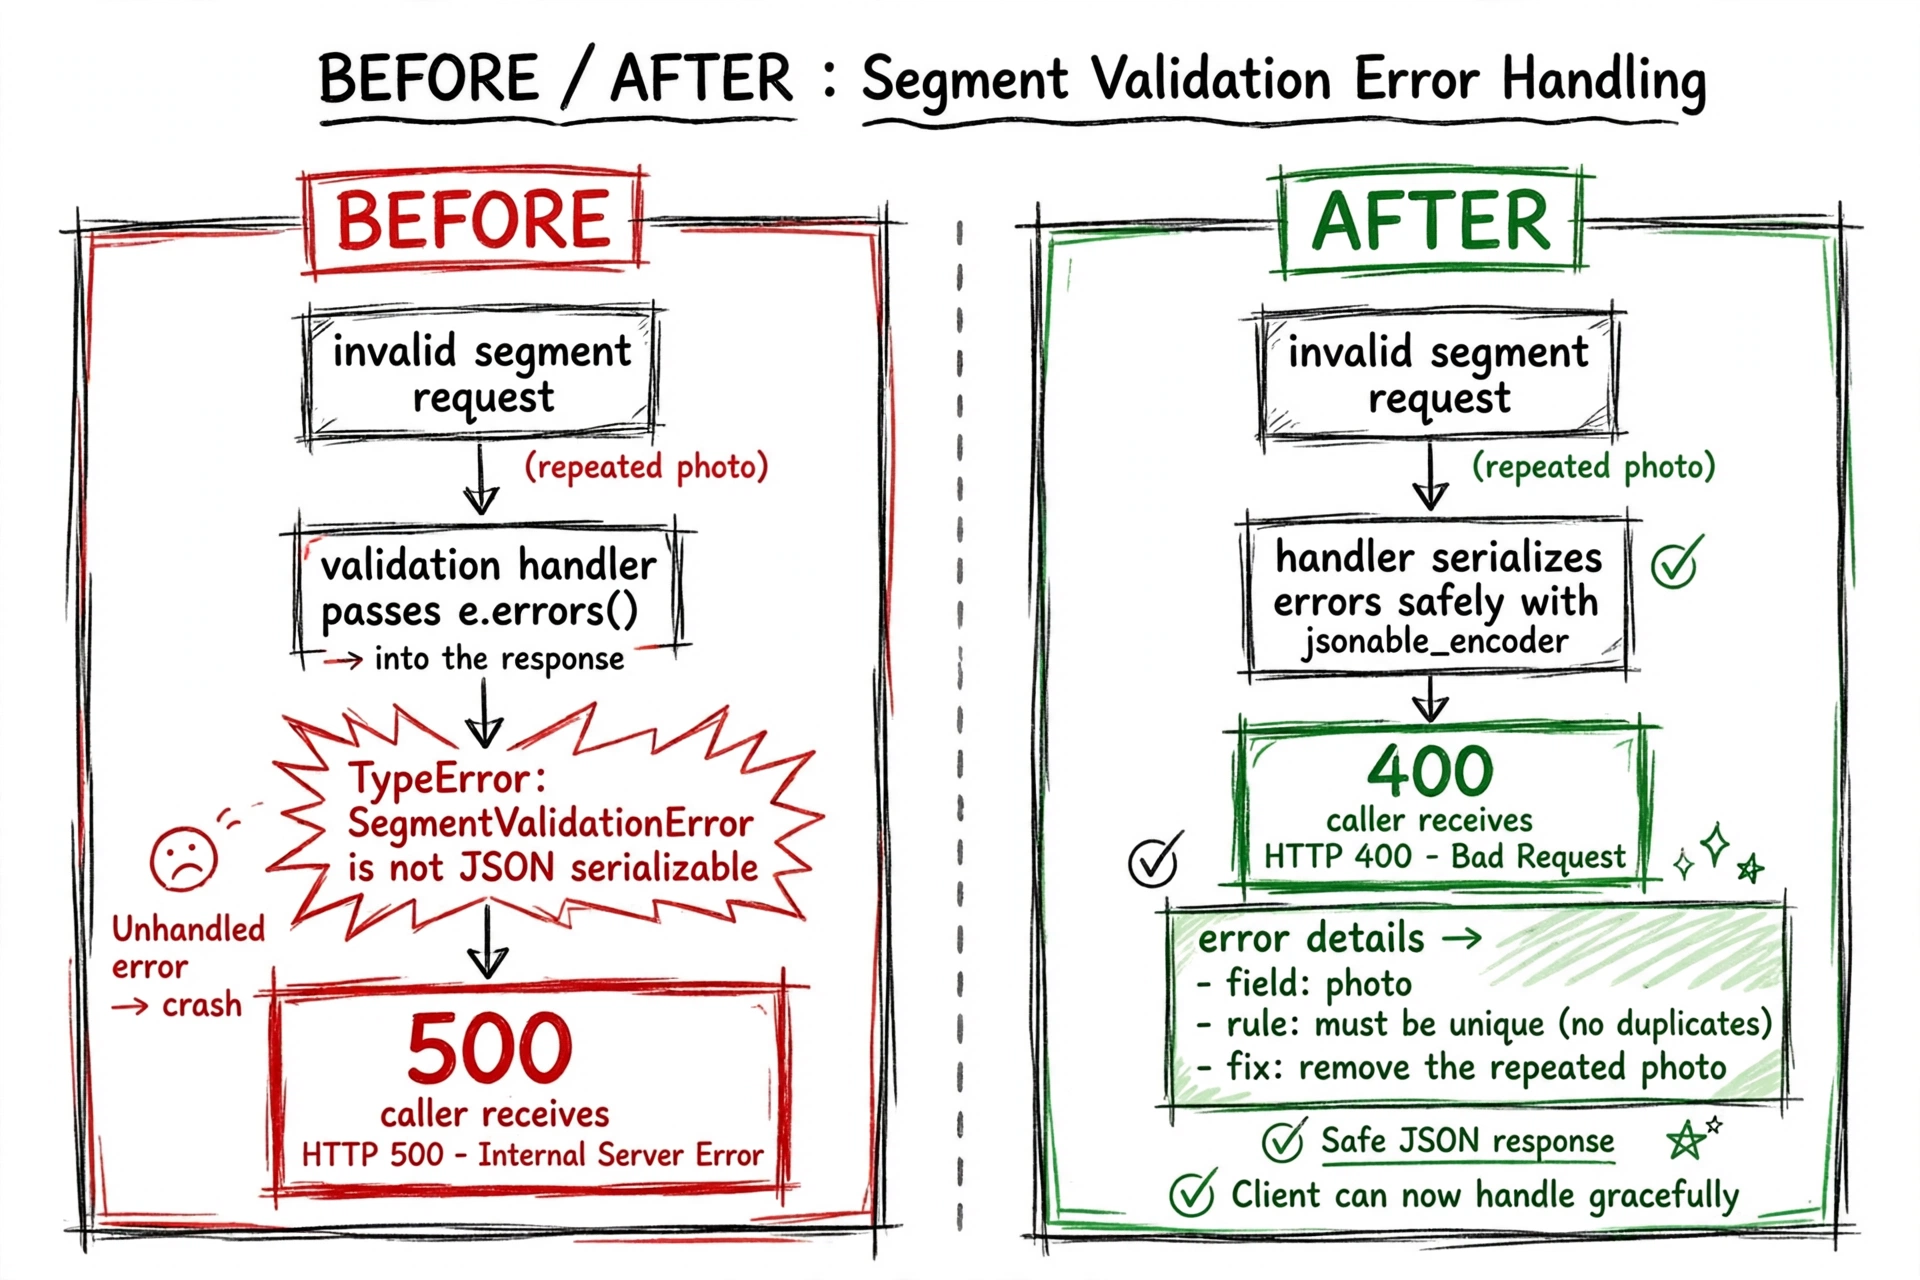 BEFORE / AFTER : Segment Validation Error Handling
BEFORE
invalid segment
request
(repeated photo)
validation handler
passes e.errors()
→ into the response
TypeError:
SegmentValidationError
is not JSON serializable
Unhandled
error
→ crash
500
caller receives
HTTP 500 - Internal Server Error
AFTER
invalid segment
request
(repeated photo)
handler serializes
errors safely with
jsonable_encoder
400
caller receives
HTTP 400 - Bad Request
error details →
- field: photo
- rule: must be unique (no duplicates)
- fix: remove the repeated photo
Safe JSON response
Client can now handle gracefully